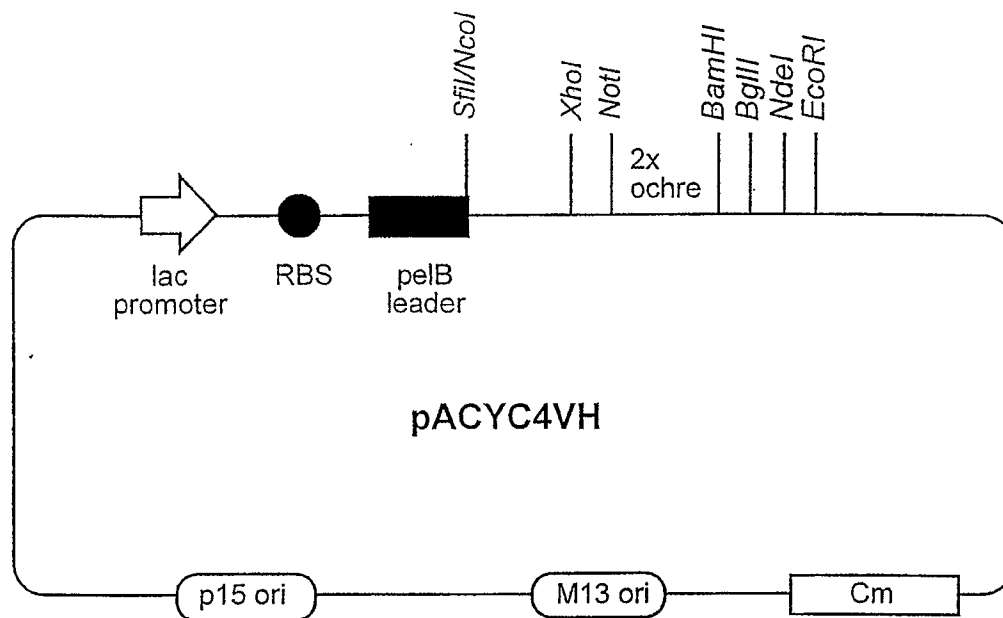 SfiI/NcoI
XhoI
NotI
BamHI
BglII
NdeI
EcoRI
2x
ochre
lac
promoter
RBS
pelB
leader
pACYC4VH
p15 ori
M13 ori
Cm